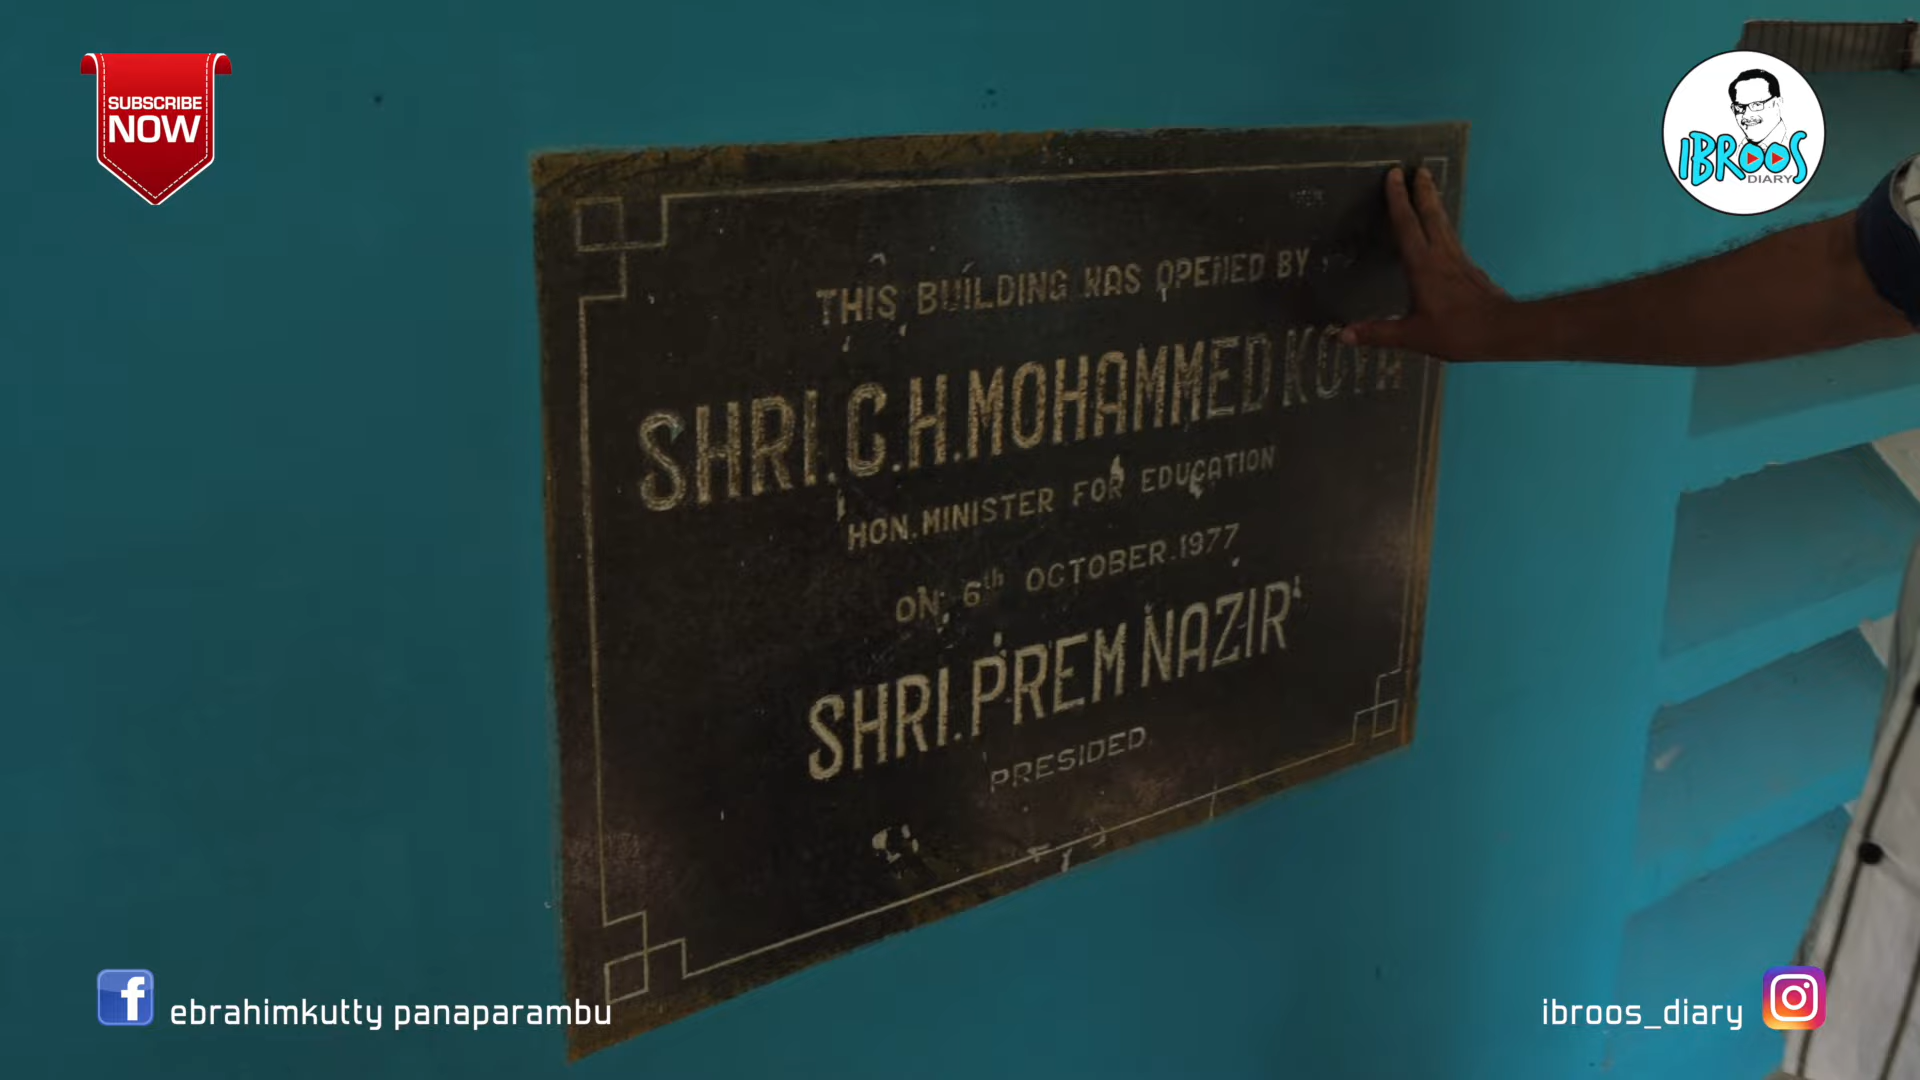 SUBSCRIBE
NOW
IBROOS
DIARY
THIS BUILDING WAS OPENED BY
SHRI.C.H.MOHAMMED KOYA
HON.MINISTER FOR EDUCATION
ON 6th OCTOBER.1977
SHRI.PREM NAZIR
PRESIDED
ebrahimkutty panaparambu
ibroos_diary